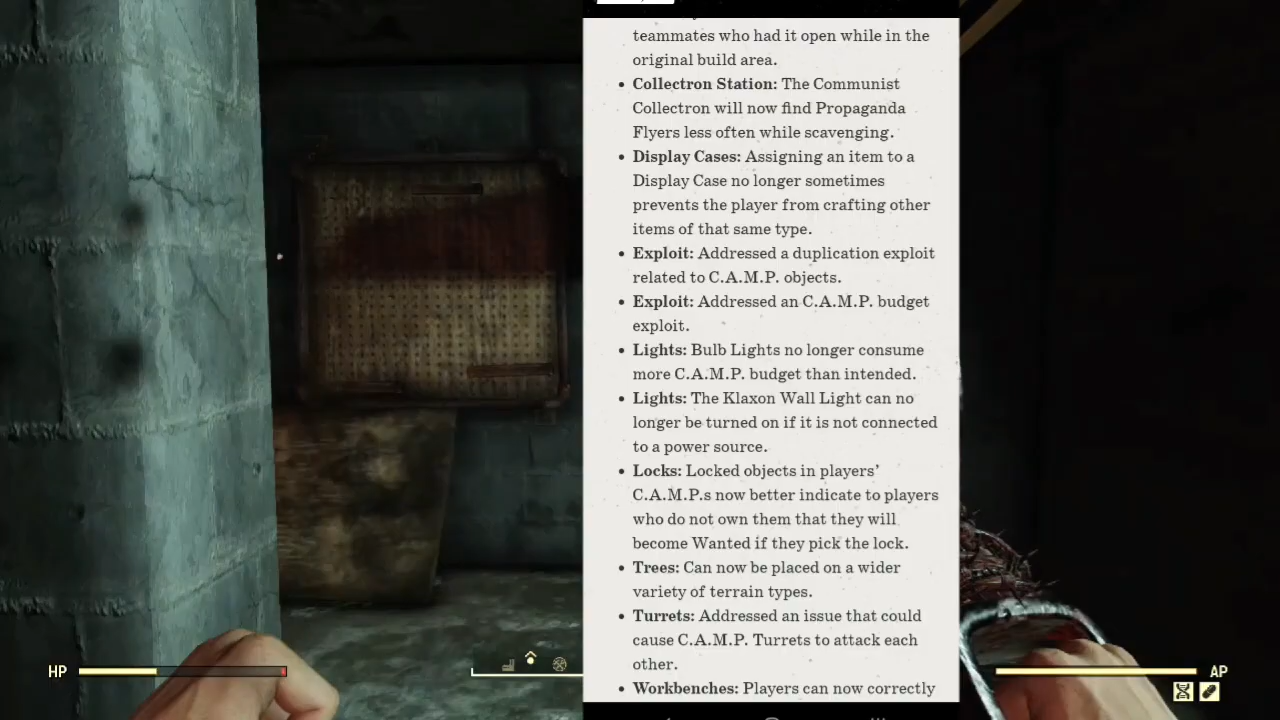 teammates who had it open while in the
original build area.
• Collectron Station: The Communist
Collectron will now find Propaganda
Flyers less often while scavenging.
• Display Cases: Assigning an item to a
Display Case no longer sometimes
prevents the player from crafting other
items of that same type.
• Exploit: Addressed a duplication exploit
related to C.A.M.P. objects.
• Exploit: Addressed an C.A.M.P. budget
exploit.
• Lights: Bulb Lights no longer consume
more C.A.M.P. budget than intended.
• Lights: The Klaxon Wall Light can no
longer be turned on if it is not connected
to a power source.
• Locks: Locked objects in players’
C.A.M.P.s now better indicate to players
who do not own them that they will
become Wanted if they pick the lock.
• Trees: Can now be placed on a wider
variety of terrain types.
• Turrets: Addressed an issue that could
cause C.A.M.P. Turrets to attack each
other.
• Workbenches: Players can now correctly
HP
AP